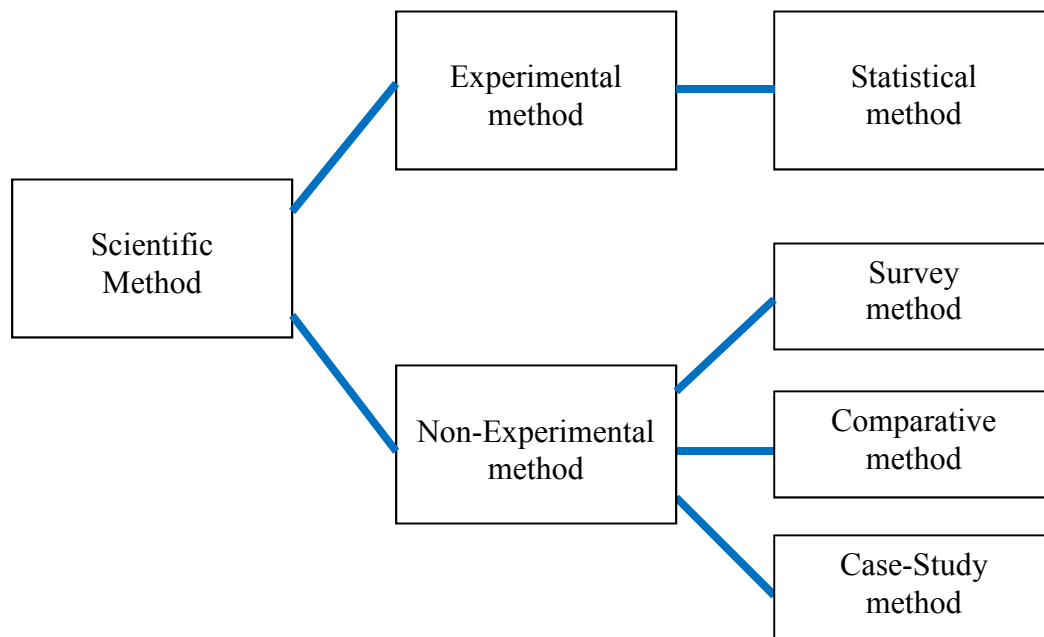 Experimental
method
Statistical
method
Scientific
Method
Survey
method
Non-Experimental
method
Comparative
method
Case-Study
method